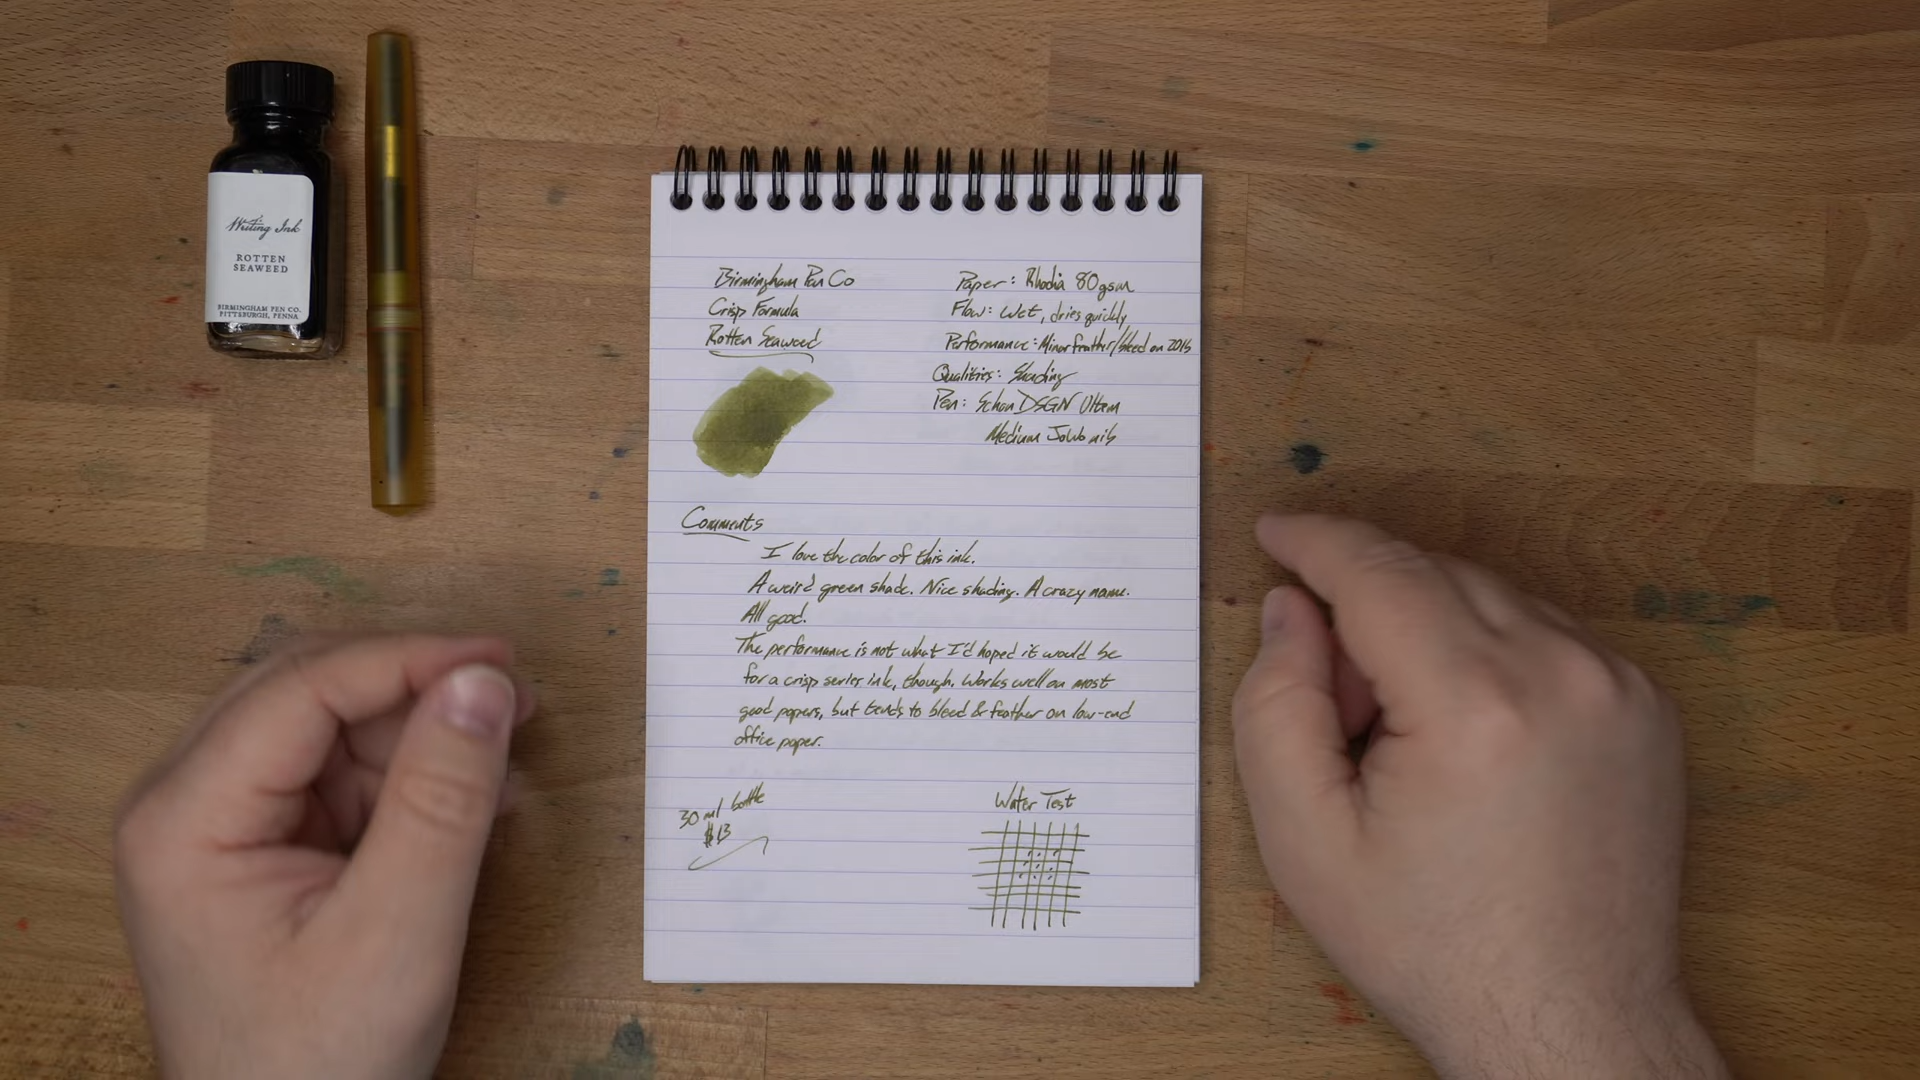 Writing Ink
ROTTEN
SEAWEED
BIRMINGHAM PEN CO.
PITTSBURGH, PENNA
Birmingham Pen Co
Crisp Formula
Rotten Seaweed
Paper: Rhodia 80gsm
Flow: Wet, dries quickly
Performance: Minor feather/bleed on 20lb
Qualities: Shading
Pen: Schon DSGN Ultem
Medium JoWo nib
Comments
I love the color of this ink.
A weird green shade. Nice shading. A crazy name.
All good.
The performance is not what I'd hoped it would be
for a crisp series ink, though. Works well on most
good papers, but tends to bleed & feather on low-end
office paper.
30 ml bottle
$13
Water Test